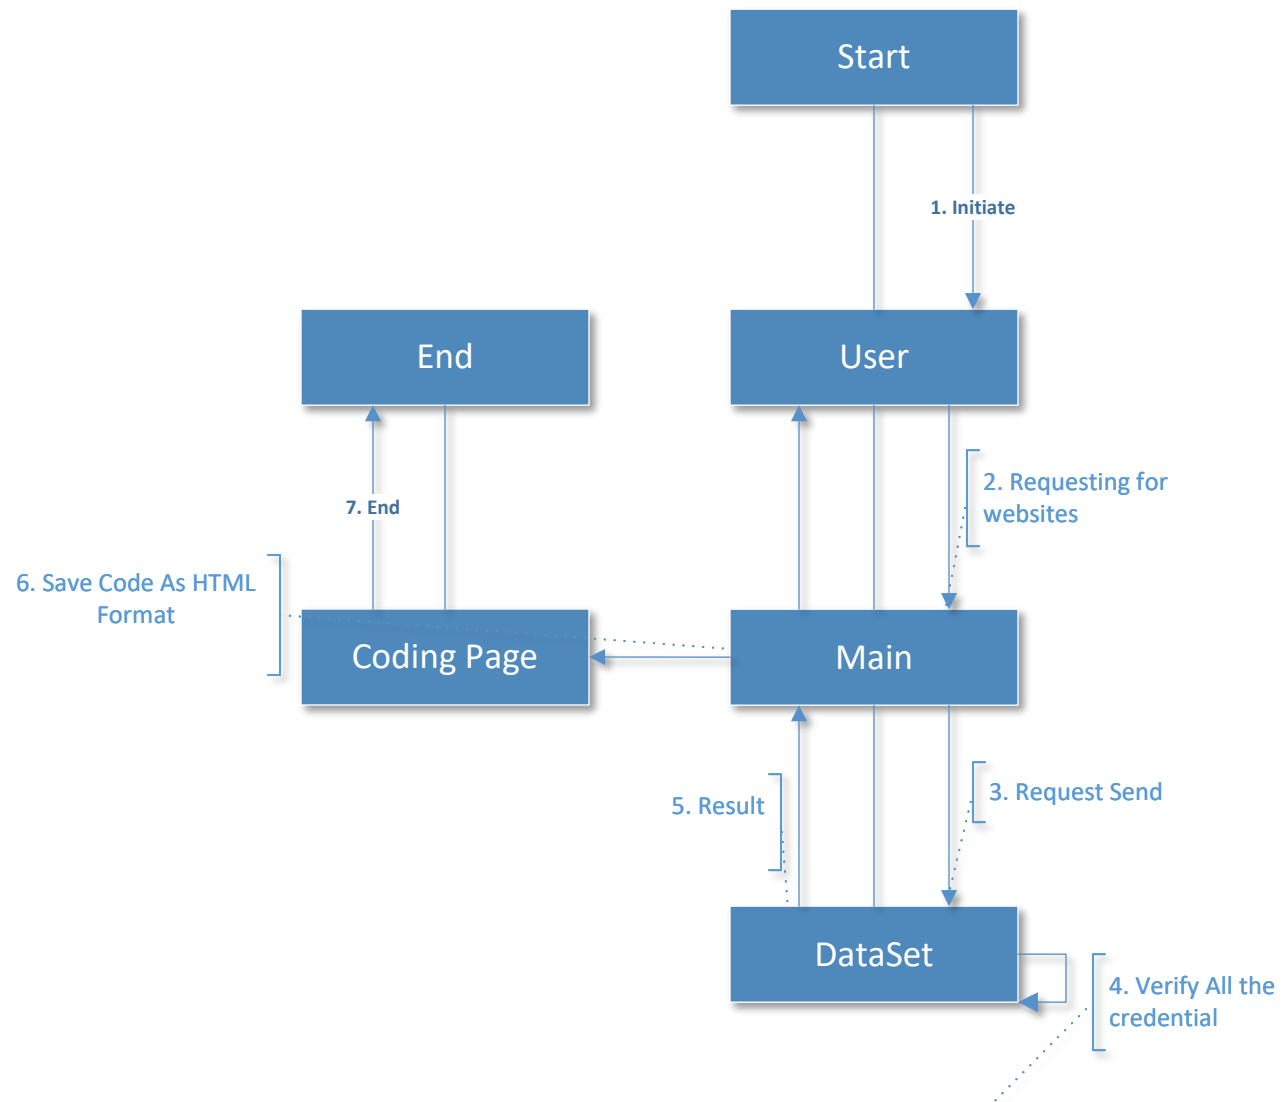 Start
1. Initiate
End
User
2. Requesting for
websites
7. End
6. Save Code As HTML
Format
Coding Page
Main
5. Result
3. Request Send
DataSet
4. Verify All the
credential